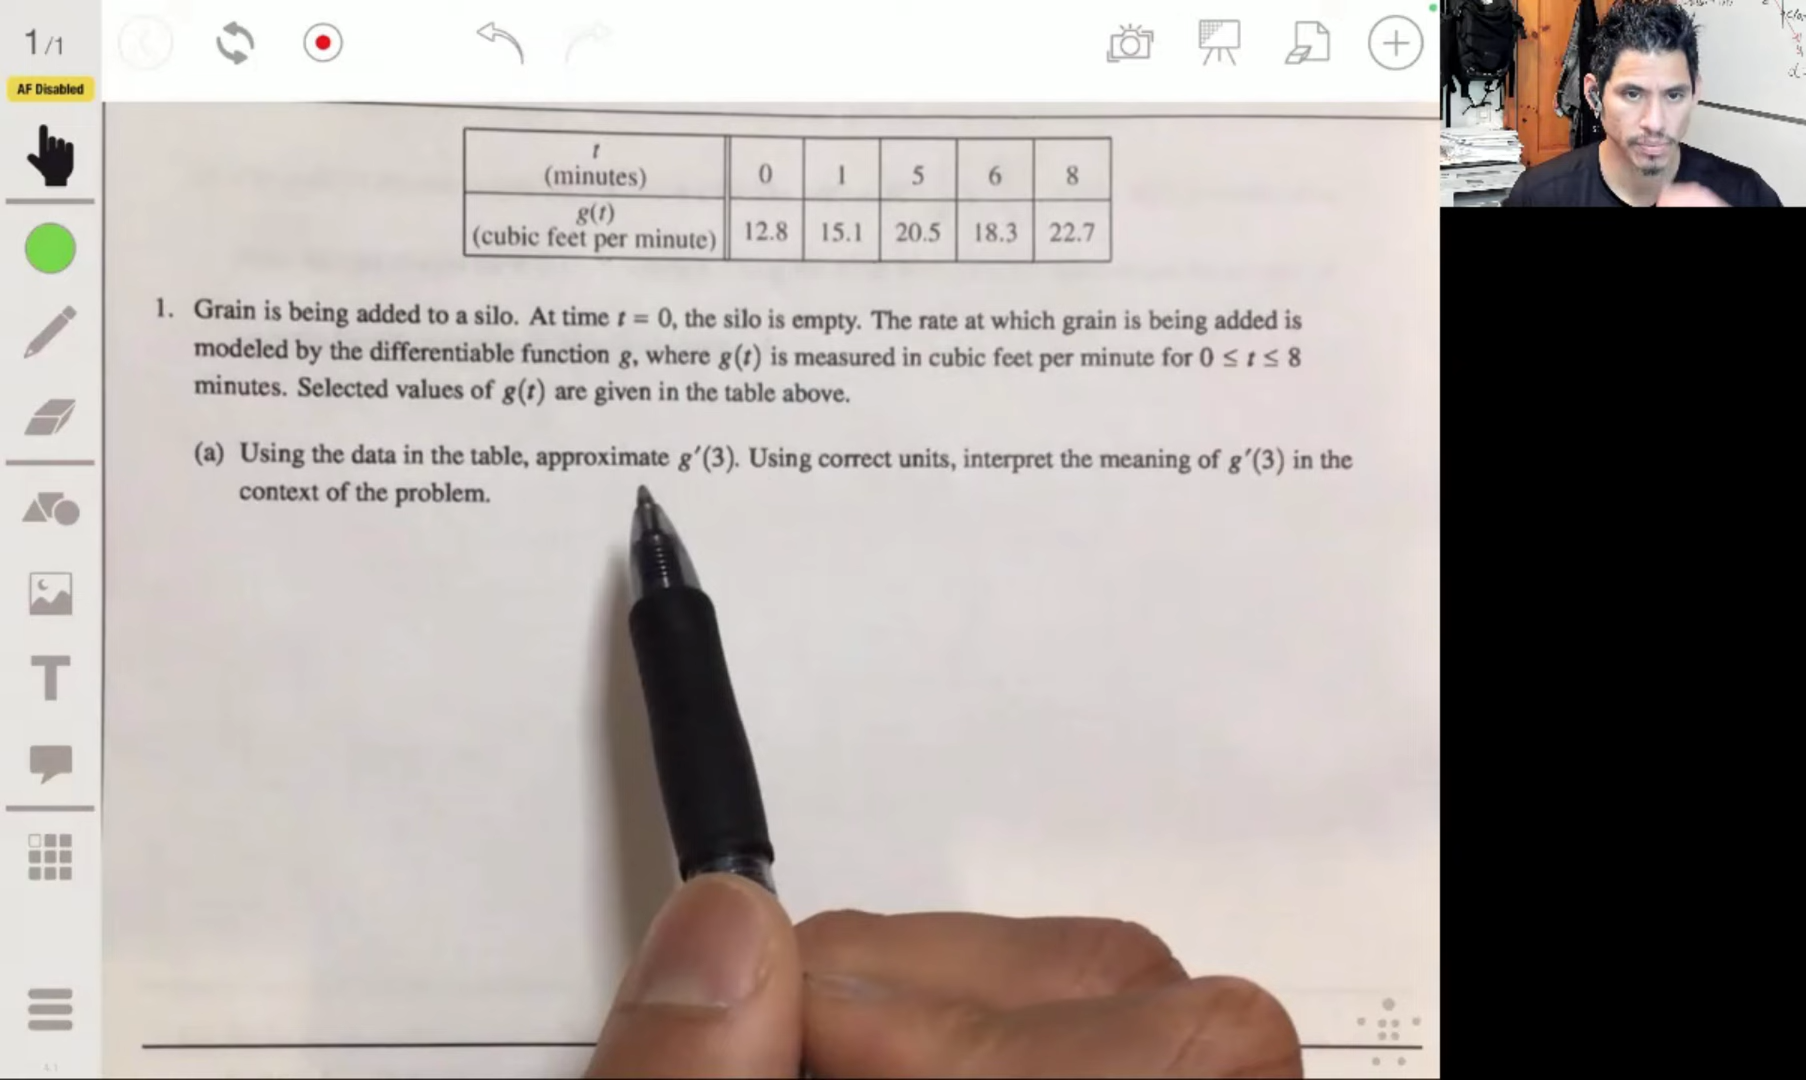 1/1
AF Disabled
t
(minutes)
0
1
5
6
8
g(t)
(cubic feet per minute)
12.8
15.1
20.5
18.3
22.7
1. Grain is being added to a silo. At time t = 0, the silo is empty. The rate at which grain is being added is
modeled by the differentiable function g, where g(t) is measured in cubic feet per minute for 0 ≤ t ≤ 8
minutes. Selected values of g(t) are given in the table above.
(a) Using the data in the table, approximate g′(3). Using correct units, interpret the meaning of g′(3) in the
context of the problem.
T